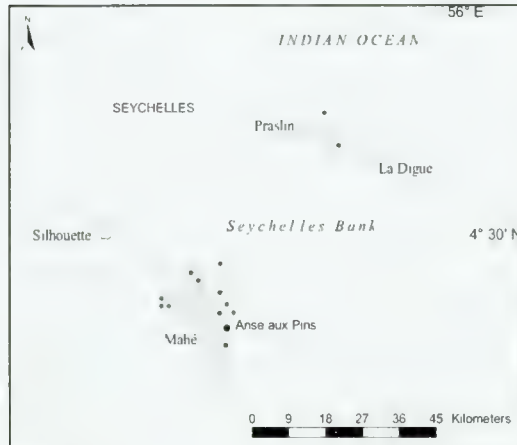 56° E
N
INDIAN OCEAN
SEYCHELLES
Praslin
La Digue
Seychelles Bank
Silhouette
4° 30' N
Anse aux Pins
Mahé
0 9 18 27 36 45 Kilometers